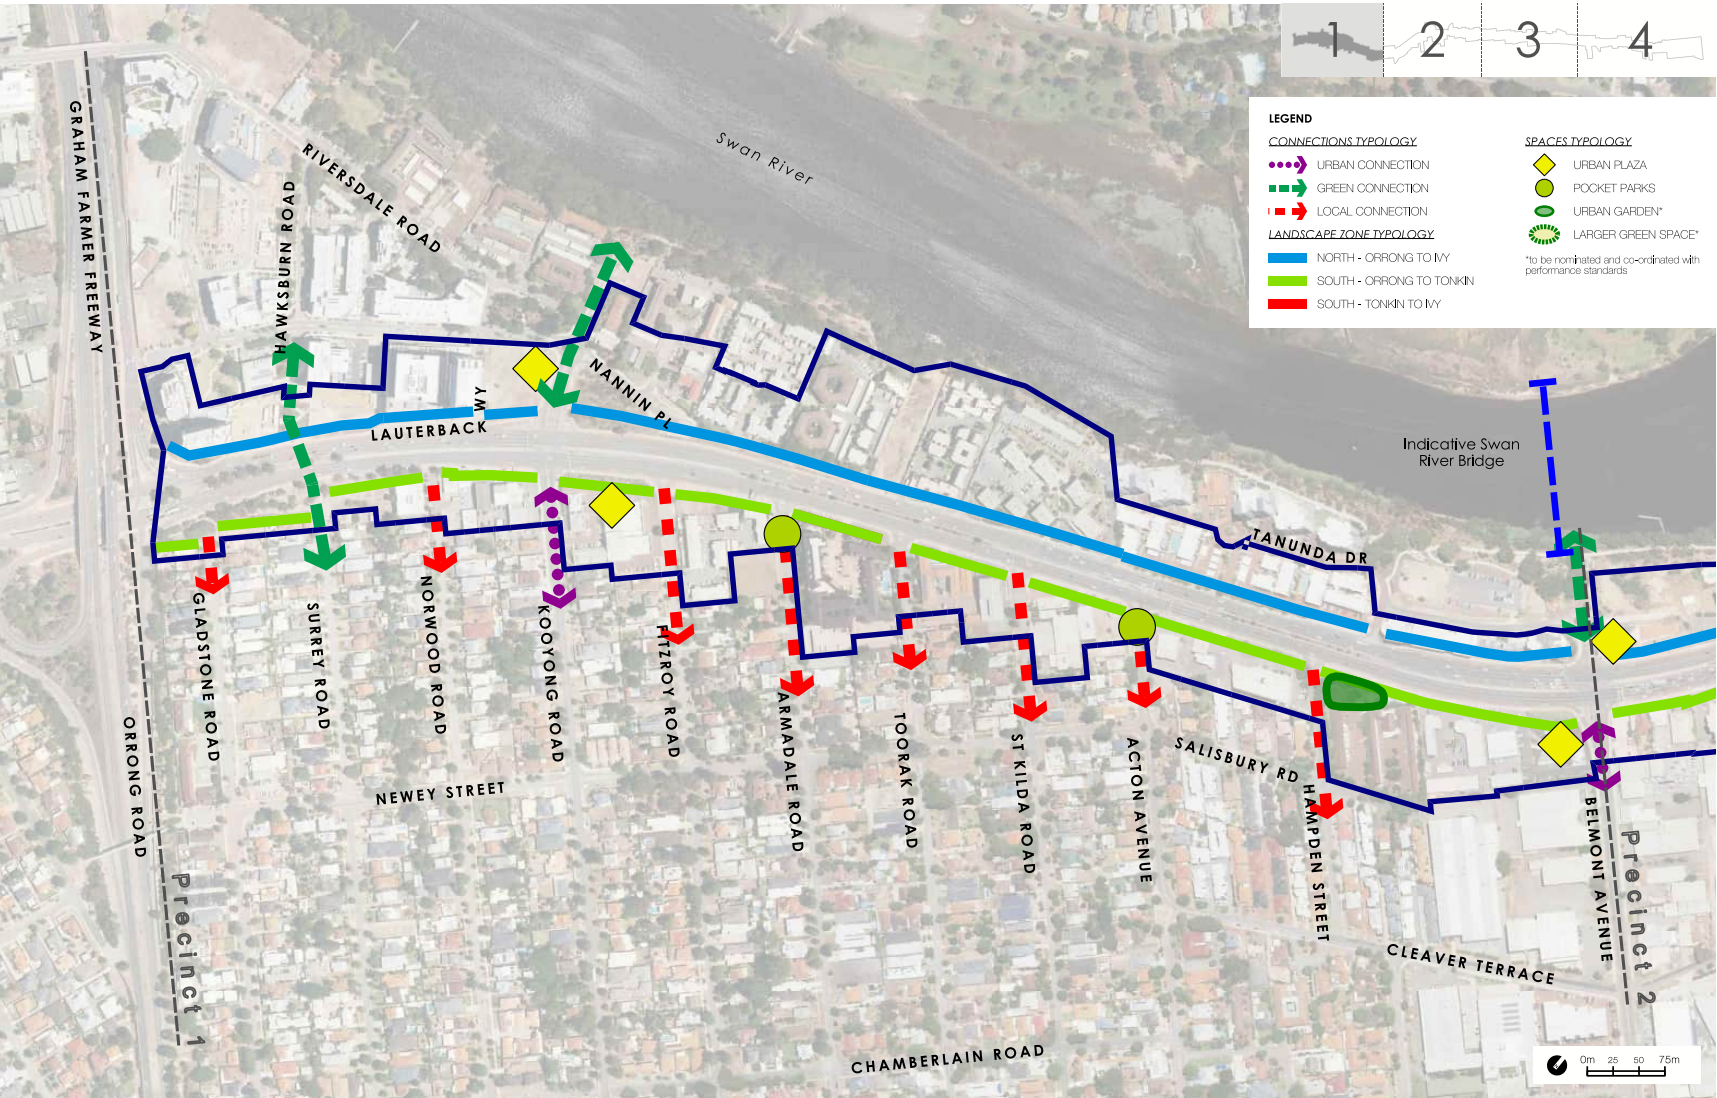 1 2 3 4
LEGEND
CONNECTIONS TYPOLOGY
URBAN CONNECTION
GREEN CONNECTION
LOCAL CONNECTION
LANDSCAPE ZONE TYPOLOGY
NORTH - ORRONG TO IVY
SOUTH - ORRONG TO TONKIN
SOUTH - TONKIN TO IVY
SPACES TYPOLOGY
URBAN PLAZA
POCKET PARKS
URBAN GARDEN*
LARGER GREEN SPACE*
*to be nominated and co-ordinated with
performance standards
Swan River
GRAHAM FARMER FREEWAY
RIVERSDALE ROAD
HAWKSBURN ROAD
NANNIN PL
LAUTERBACK
WY
Indicative Swan
River Bridge
TANUNDA DR
GLADSTONE ROAD
SURREY ROAD
NORWOOD ROAD
KOOYONG ROAD
FITZROY ROAD
ARMADALE ROAD
TOORAK ROAD
ST KILDA ROAD
ACTON AVENUE
SALISBURY RD
HAMPDEN STREET
BELMONT AVENUE
ORRONG ROAD
NEWEY STREET
CLEAVER TERRACE
CHAMBERLAIN ROAD
Precinct 1
Precinct 2
0m 25 50 75m